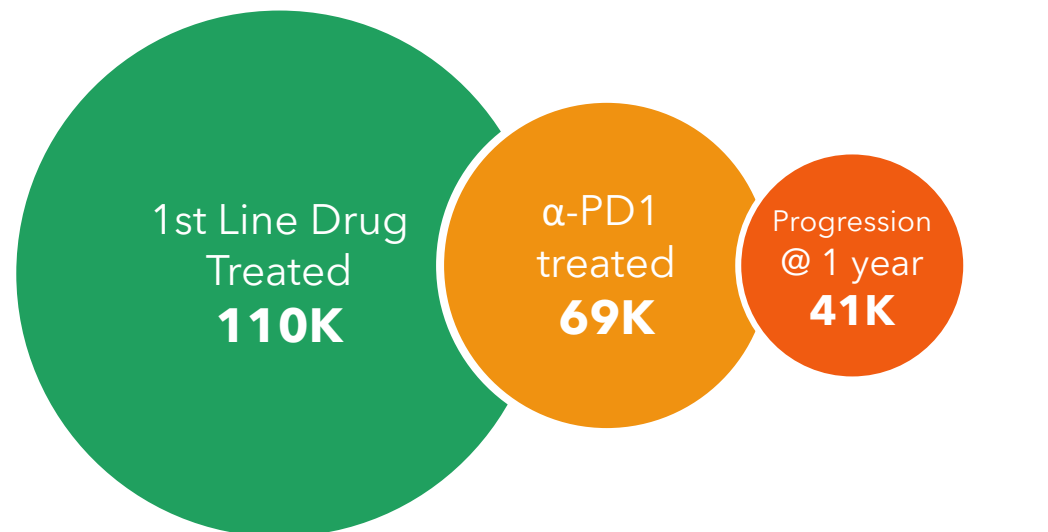 1st Line Drug
Treated
110K
α-PD1
treated
69K
Progression
@ 1 year
41K